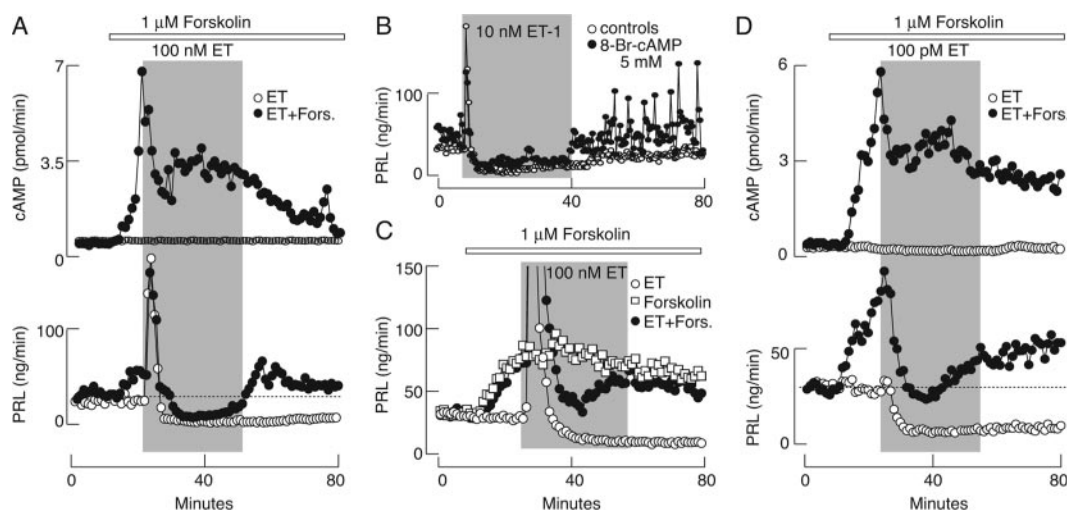 A
1 μM Forskolin
100 nM ET
7
3.5
0
cAMP (pmol/min)
ET
ET+Fors.
100
0
PRL (ng/min)
0
40
80
Minutes
B
10 nM ET-1
controls
8-Br-cAMP
5 mM
100
0
PRL (ng/min)
0
40
80
C
1 μM Forskolin
100 nM ET
150
100
50
0
PRL (ng/min)
ET
Forskolin
ET+Fors.
0
40
80
Minutes
D
1 μM Forskolin
100 pM ET
6
3
0
cAMP (pmol/min)
ET
ET+Fors.
50
0
PRL (ng/min)
0
40
80
Minutes